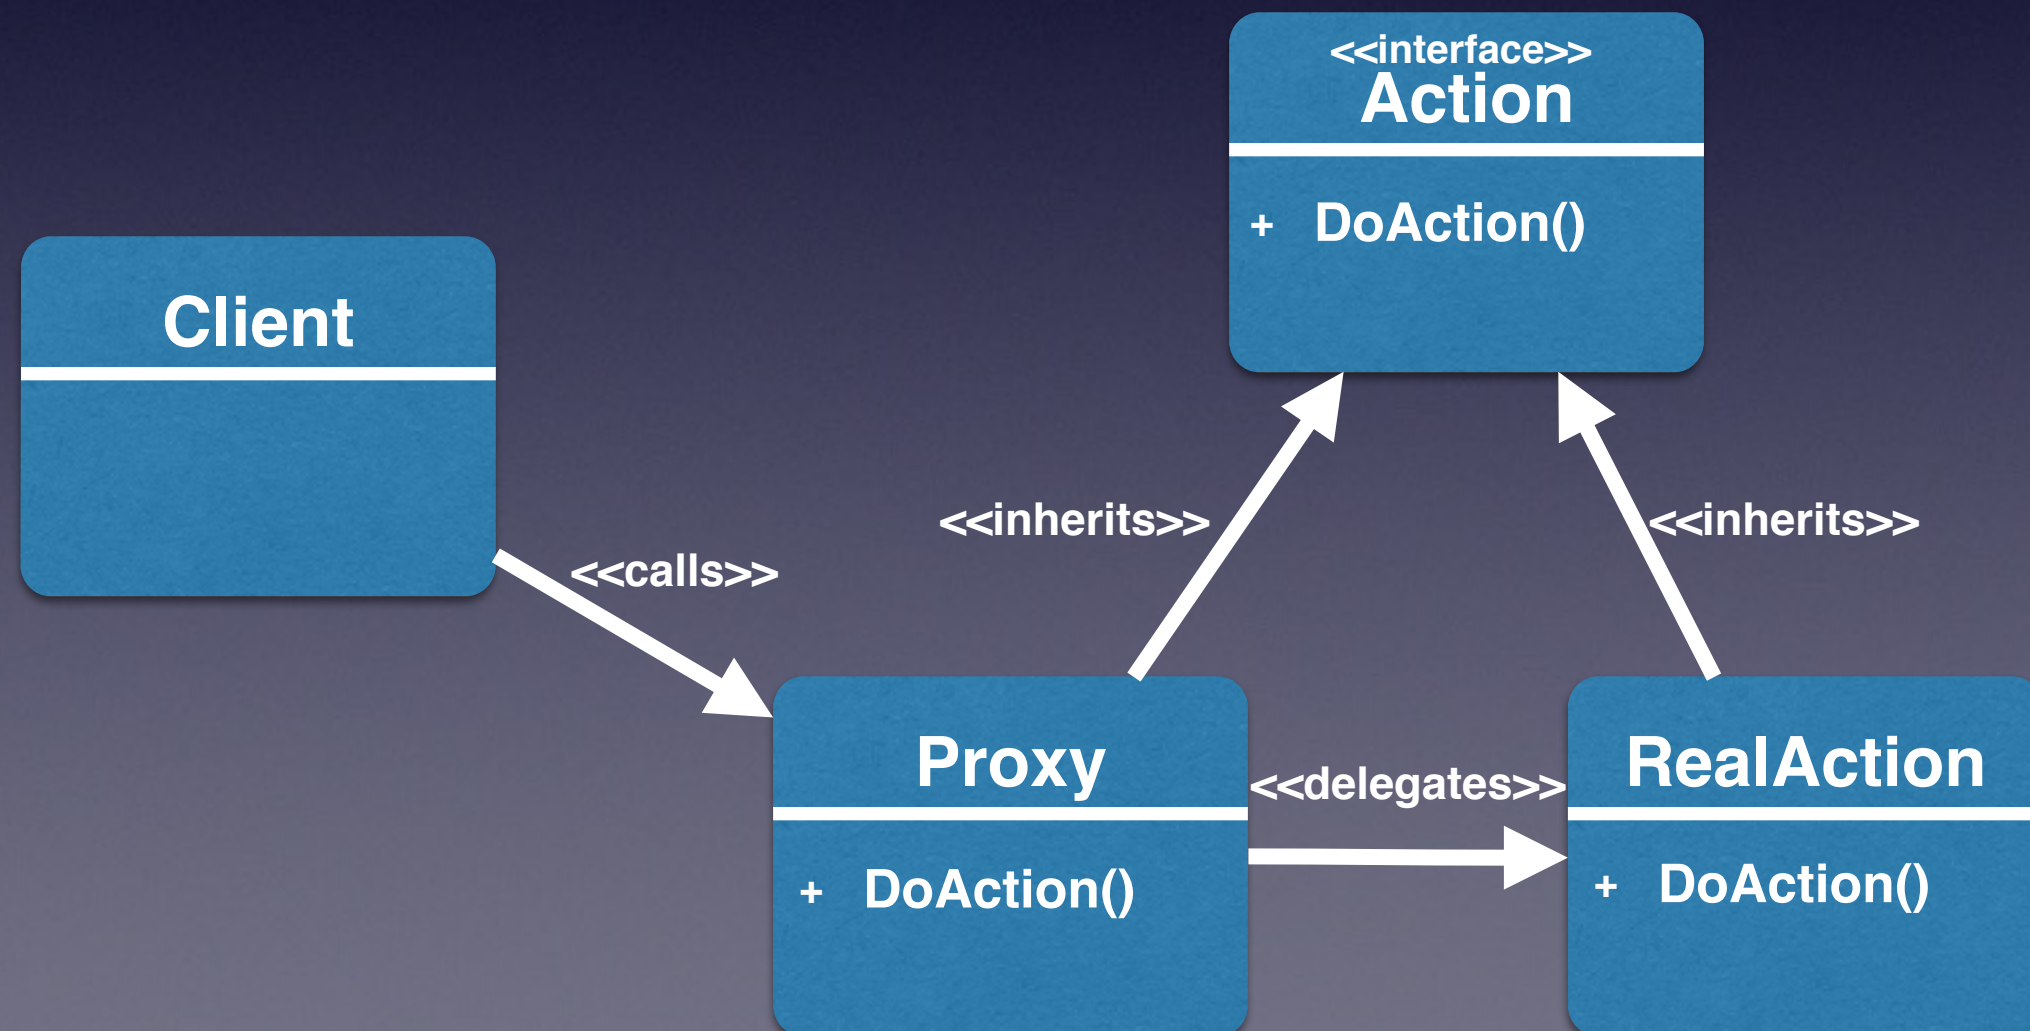 <<interface>>
Action
+ DoAction()
Client
<<calls>>
<<inherits>>
<<inherits>>
Proxy
+ DoAction()
<<delegates>>
RealAction
+ DoAction()